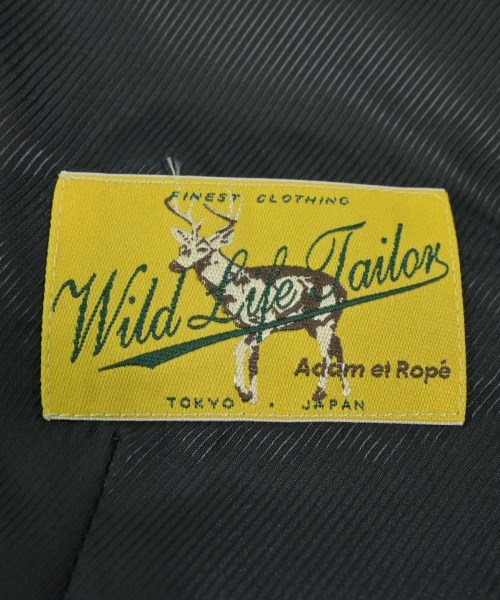 FINEST CLOTHING
Wild Life Tailor
Adam et Ropé
TOKYO . JAPAN